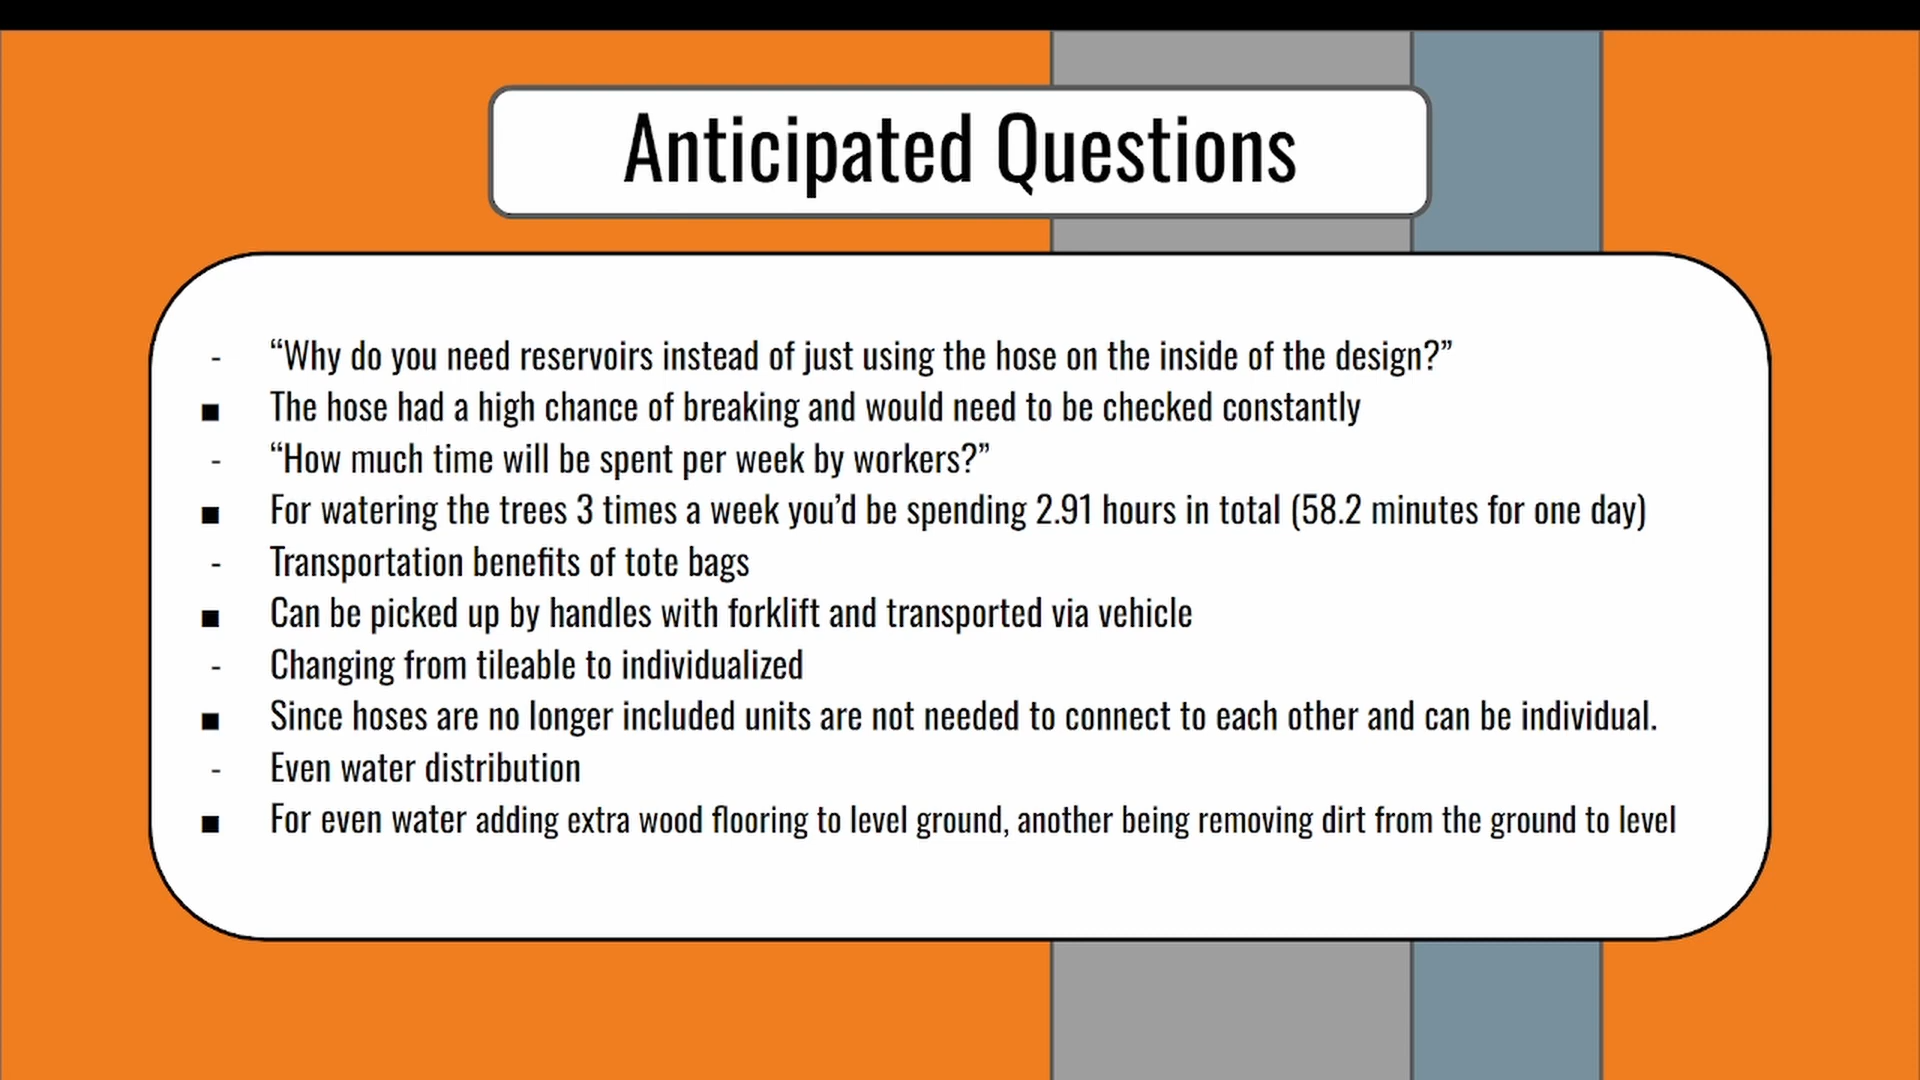 Anticipated Questions
- “Why do you need reservoirs instead of just using the hose on the inside of the design?”
■ The hose had a high chance of breaking and would need to be checked constantly
- “How much time will be spent per week by workers?”
■ For watering the trees 3 times a week you’d be spending 2.91 hours in total (58.2 minutes for one day)
- Transportation benefits of tote bags
■ Can be picked up by handles with forklift and transported via vehicle
- Changing from tileable to individualized
■ Since hoses are no longer included units are not needed to connect to each other and can be individual.
- Even water distribution
■ For even water adding extra wood flooring to level ground, another being removing dirt from the ground to level